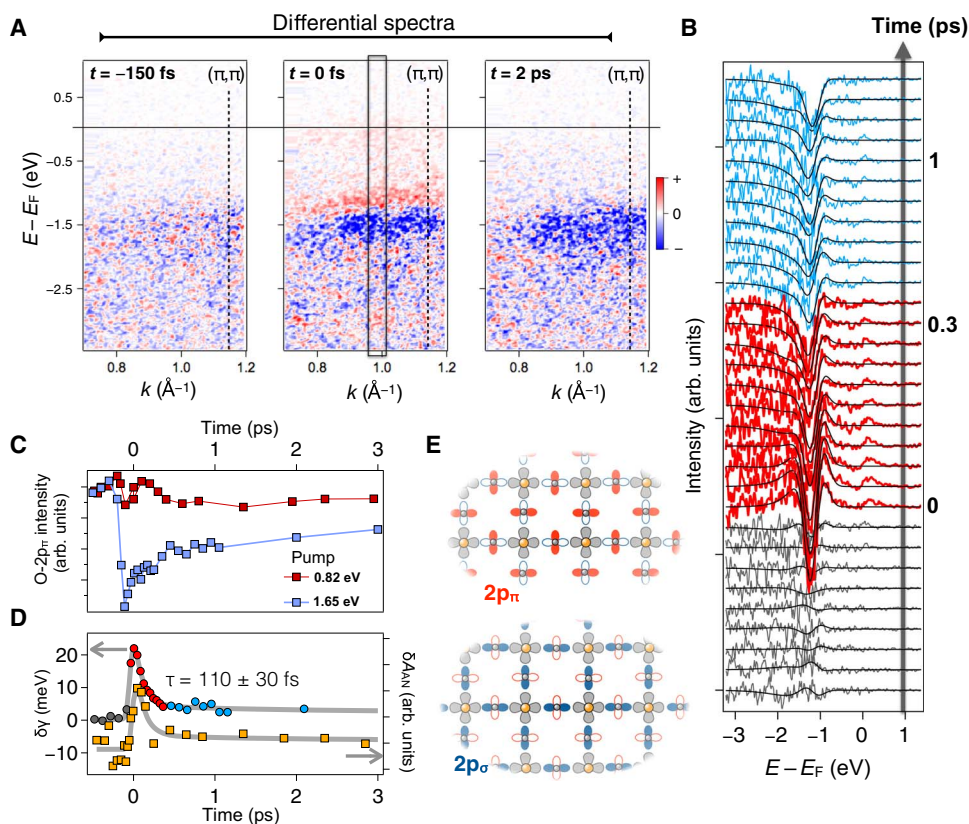 A
Differential spectra
t = −150 fs
(π,π)
t = 0 fs
(π,π)
t = 2 ps
(π,π)
0.5
−0.5
−1.5
−2.5
E − E_F (eV)
+
0
−
0.8 1.0 1.2
0.8 1.0 1.2
0.8 1.0 1.2
k (Å⁻¹)
k (Å⁻¹)
k (Å⁻¹)
B
Time (ps)
1
0.3
0
Intensity (arb. units)
−3 −2 −1 0 1
E − E_F (eV)
C
Time (ps)
0 1 2 3
O-2pπ intensity
(arb. units)
Pump
0.82 eV
1.65 eV
D
20
10
0
−10
δγ (meV)
τ = 110 ± 30 fs
δA_AN (arb. units)
0 1 2 3
Time (ps)
E
2pπ
2pσ